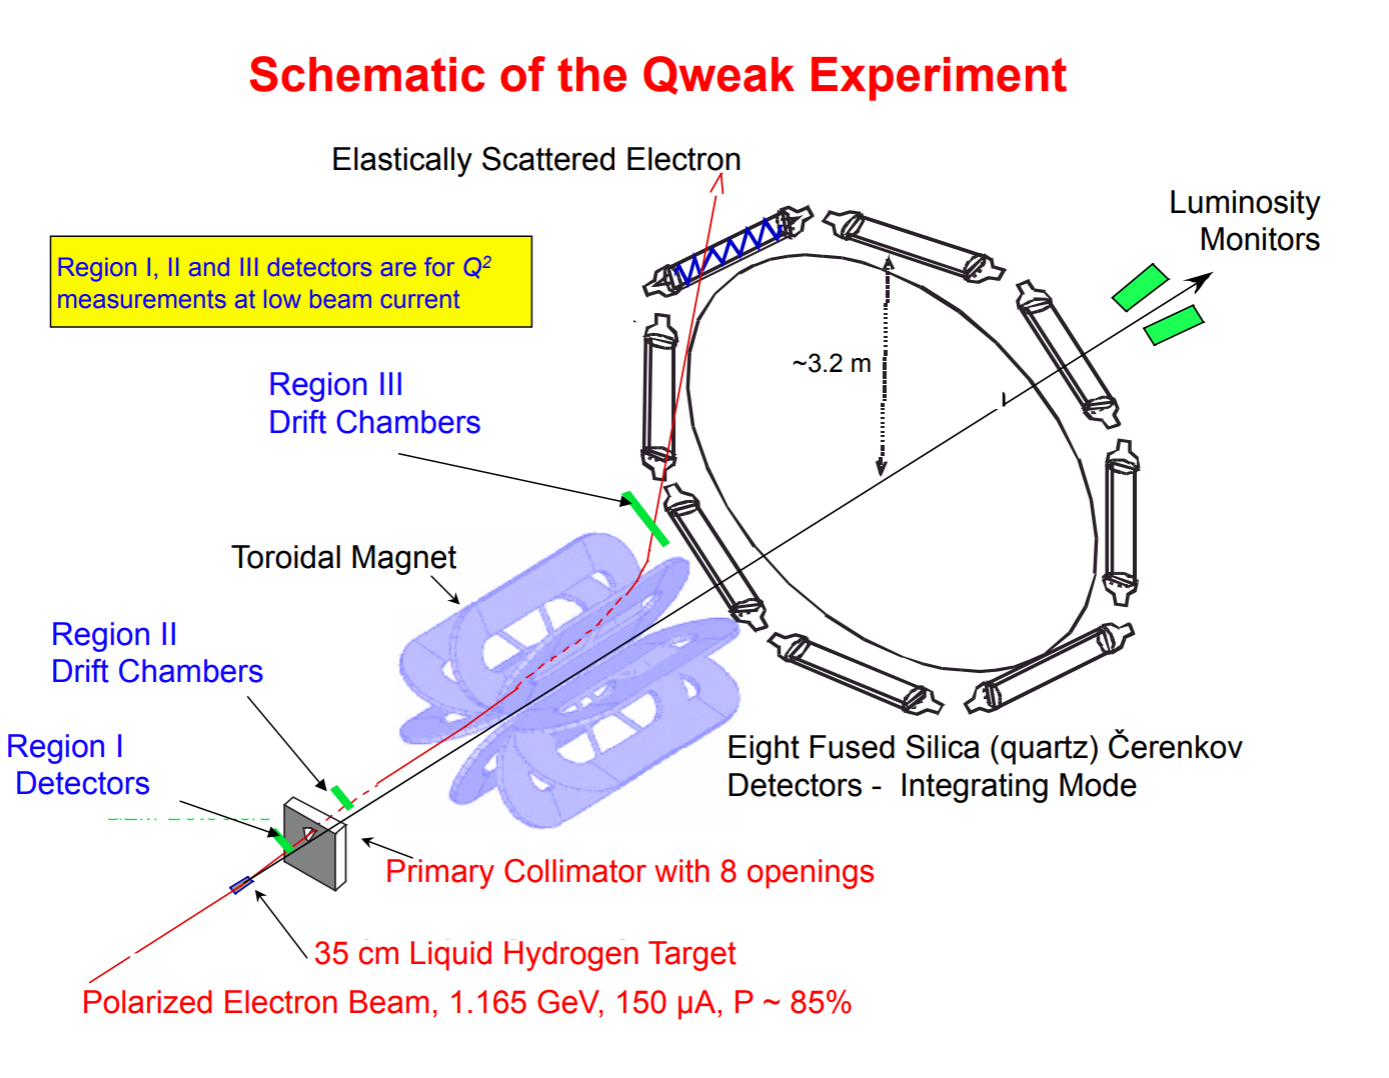 Schematic of the Qweak Experiment
Elastically Scattered Electron
Luminosity
Monitors
Region I, II and III detectors are for Q²
measurements at low beam current
~3.2 m
Region III
Drift Chambers
Toroidal Magnet
Region II
Drift Chambers
Region I
Detectors
Eight Fused Silica (quartz) Čerenkov
Detectors - Integrating Mode
Primary Collimator with 8 openings
35 cm Liquid Hydrogen Target
Polarized Electron Beam, 1.165 GeV, 150 µA, P ~ 85%